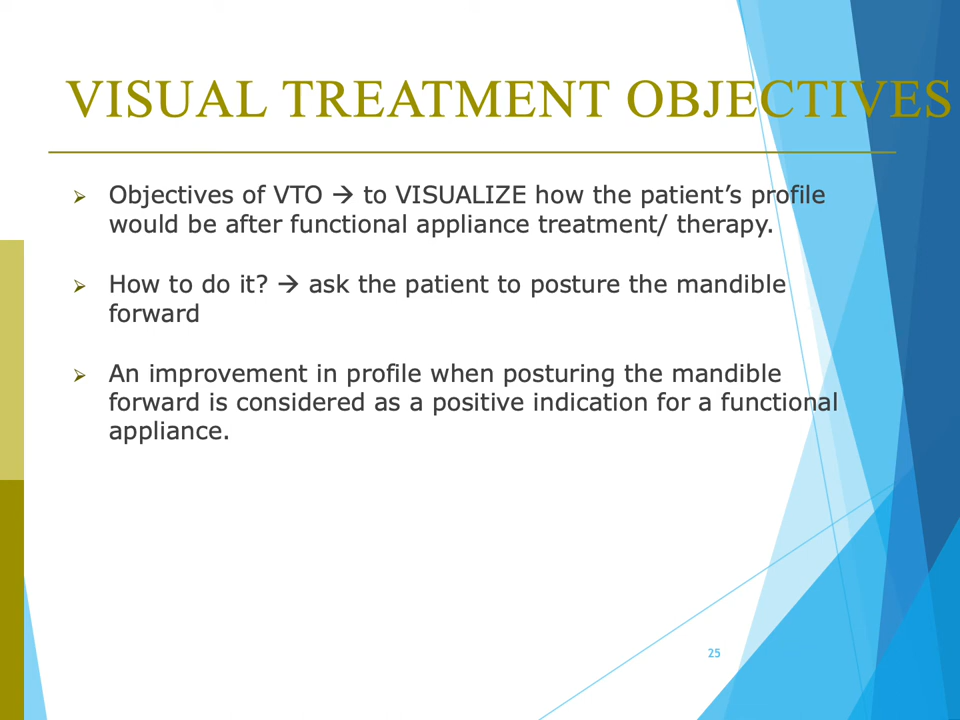 VISUAL TREATMENT OBJECTIVES
➢ Objectives of VTO → to VISUALIZE how the patient’s profile
would be after functional appliance treatment/ therapy.
➢ How to do it? → ask the patient to posture the mandible
forward
➢ An improvement in profile when posturing the mandible
forward is considered as a positive indication for a functional
appliance.
25